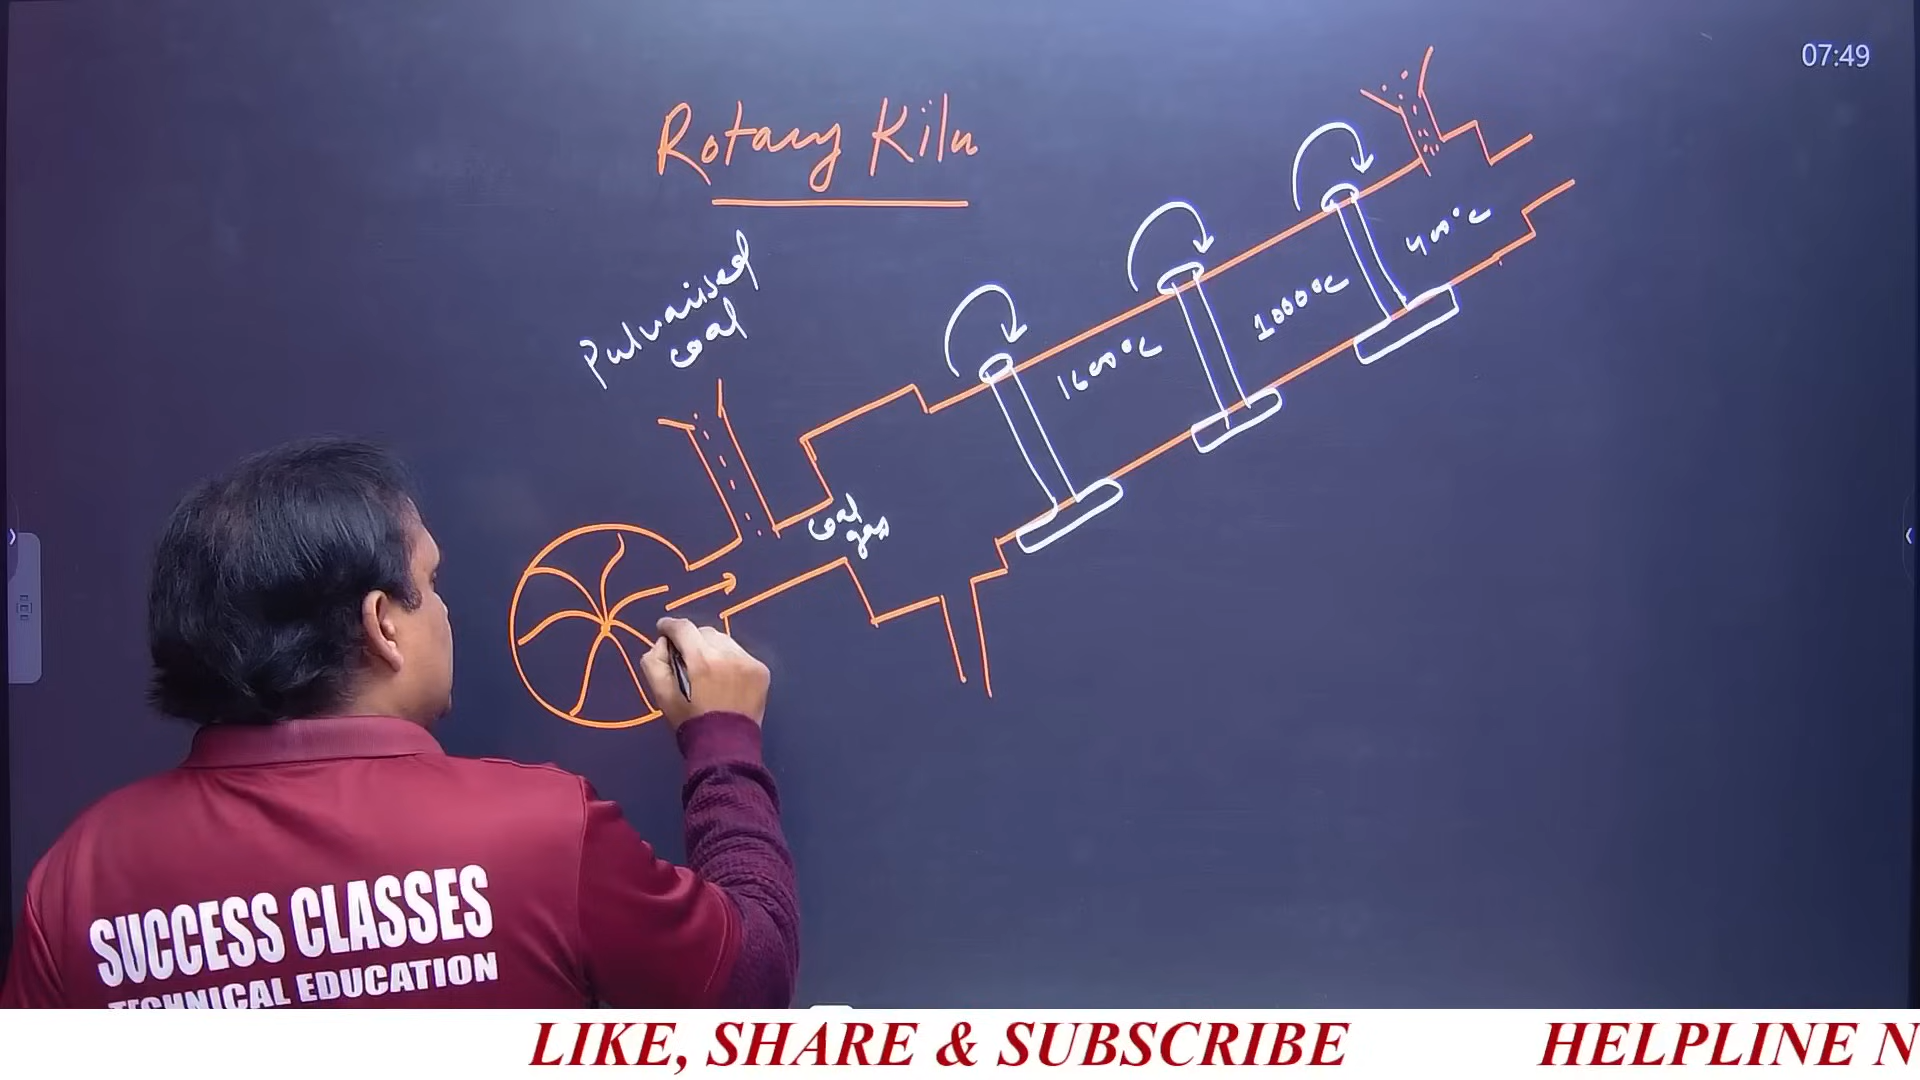 07:49
Rotary Kiln
Pulvarised
coal
1600°C
1000°C
400°C
coal
gas
SUCCESS CLASSES
TECHNICAL EDUCATION
LIKE, SHARE & SUBSCRIBE
HELPLINE N